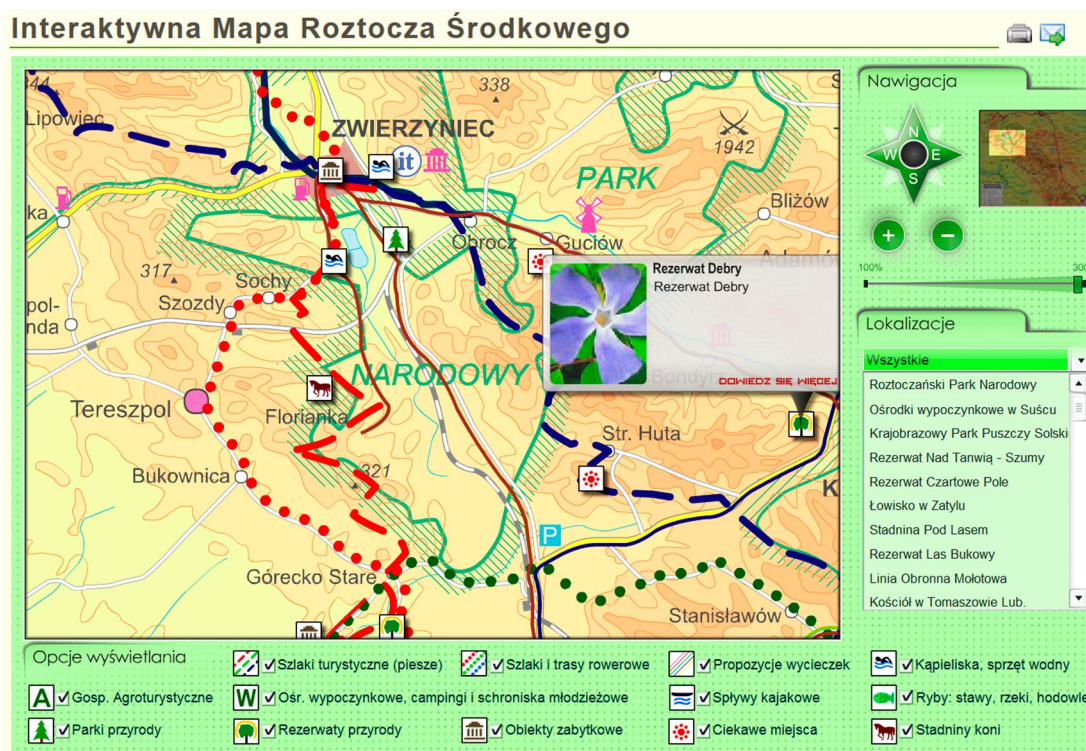 Interaktywna Mapa Roztocza Środkowego
Nawigacja
N
W E
S
100%
Lokalizacje
Wszystkie
Roztoczański Park Narodowy
Ośrodki wypoczynkowe w Suścu
Krajobrazowy Park Puszczy Solski
Rezerwat Nad Tanwią - Szumy
Rezerwat Czartowe Pole
Łowisko w Zatylu
Stadnina Pod Lasem
Rezerwat Las Bukowy
Linia Obronna Mołotowa
Kościół w Tomaszowie Lub.
338
Lipowiec
ZWIERZYNIEC
it
1942
PARK
Bliżów
ka
Obrocz
Guciów
Adamów
317
Sochy
Szozdy
pol-
nda
Rezerwat Debry
Rezerwat Debry
DOWIEDZ SIĘ WIĘCEJ
NARODOWY
Tereszpol
Florianka
Str. Huta
Bukownica
321
K
P
Górecko Stare
Stanisławów
Opcje wyświetlania
Szlaki turystyczne (piesze)
Szlaki i trasy rowerowe
Propozycje wycieczek
Kąpieliska, sprzęt wodny
A Gosp. Agroturystyczne
W Ośr. wypoczynkowe, campingi i schroniska młodzieżowe
Spływy kajakowe
Ryby: stawy, rzeki, hodowle
Parki przyrody
Rezerwaty przyrody
Obiekty zabytkowe
Ciekawe miejsca
Stadniny koni